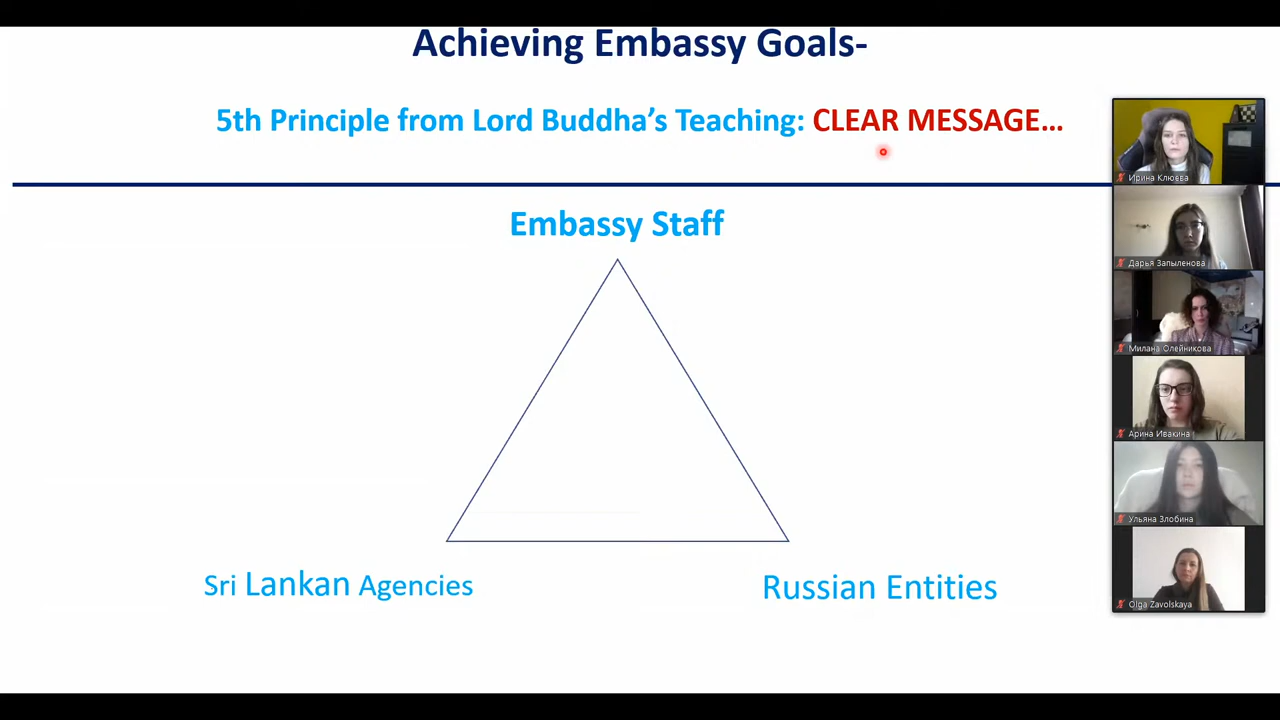 Achieving Embassy Goals-
5th Principle from Lord Buddha's Teaching: CLEAR MESSAGE...
Embassy Staff
Sri Lankan Agencies
Russian Entities
Ирина Клюева
Дарья Запыленова
Милана Олейникова
Арина Ивакина
Ульяна Злобина
Olga Zavolskaya